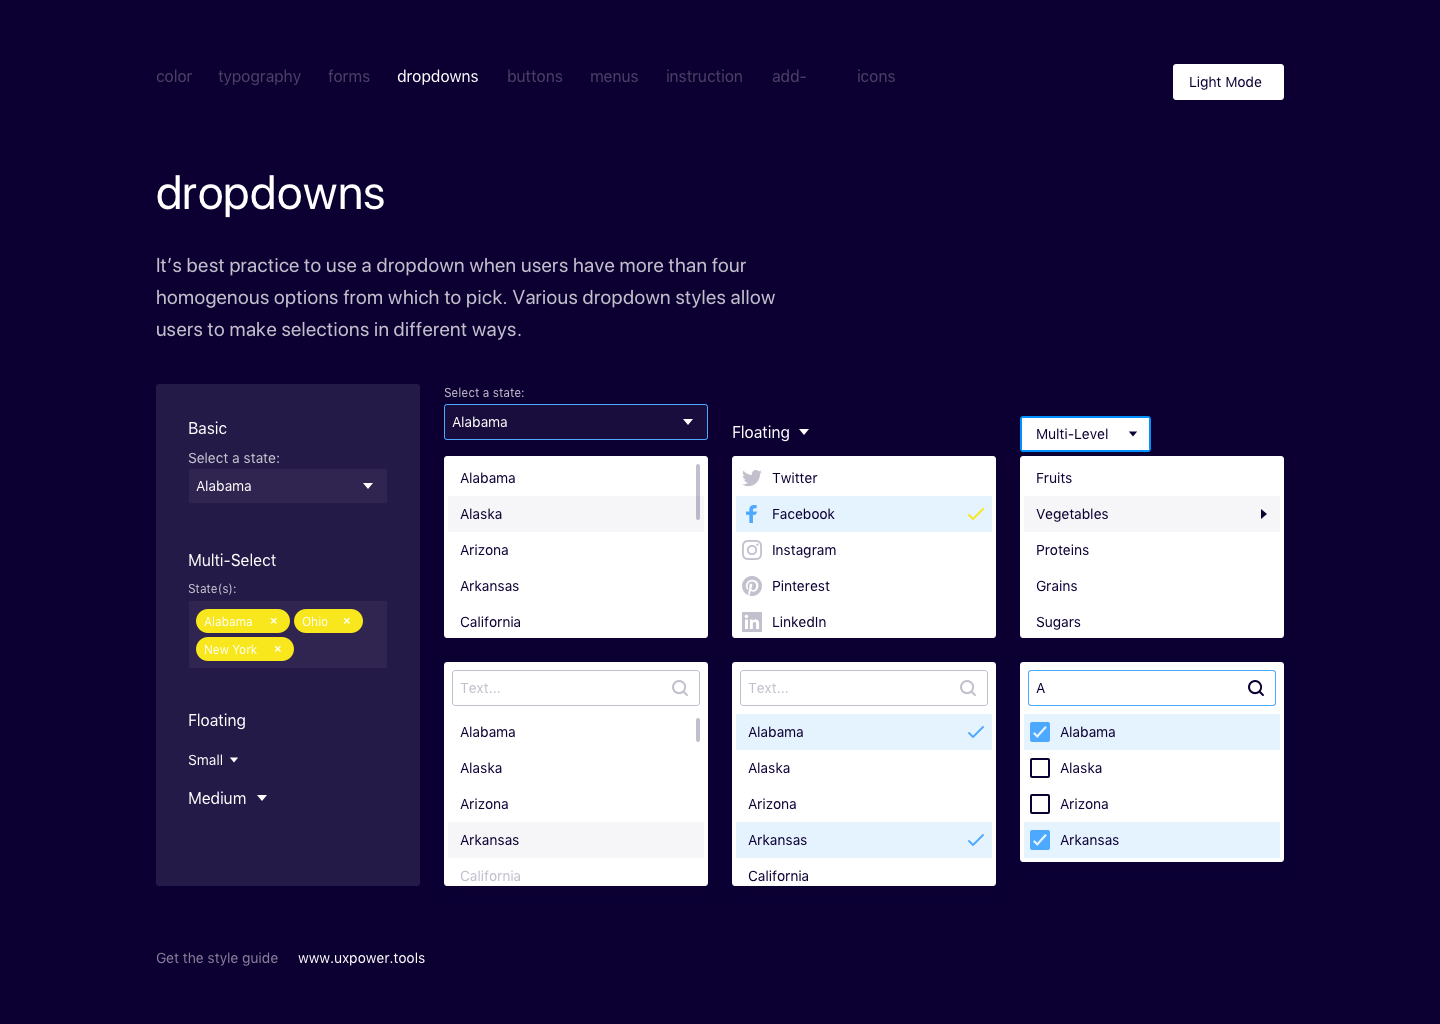 color typography forms dropdowns buttons menus instruction add- icons
Light Mode
dropdowns
It's best practice to use a dropdown when users have more than four
homogenous options from which to pick. Various dropdown styles allow
users to make selections in different ways.
Basic
Select a state:
Alabama
Multi-Select
State(s):
Alabama × Ohio ×
New York ×
Floating
Small
Medium
Select a state:
Alabama
Alabama
Alaska
Arizona
Arkansas
California
Floating
Twitter
Facebook
Instagram
Pinterest
LinkedIn
Multi-Level
Fruits
Vegetables
Proteins
Grains
Sugars
Text...
Alabama
Alaska
Arizona
Arkansas
California
Text...
Alabama
Alaska
Arizona
Arkansas
California
A
Alabama
Alaska
Arizona
Arkansas
Get the style guide www.uxpower.tools